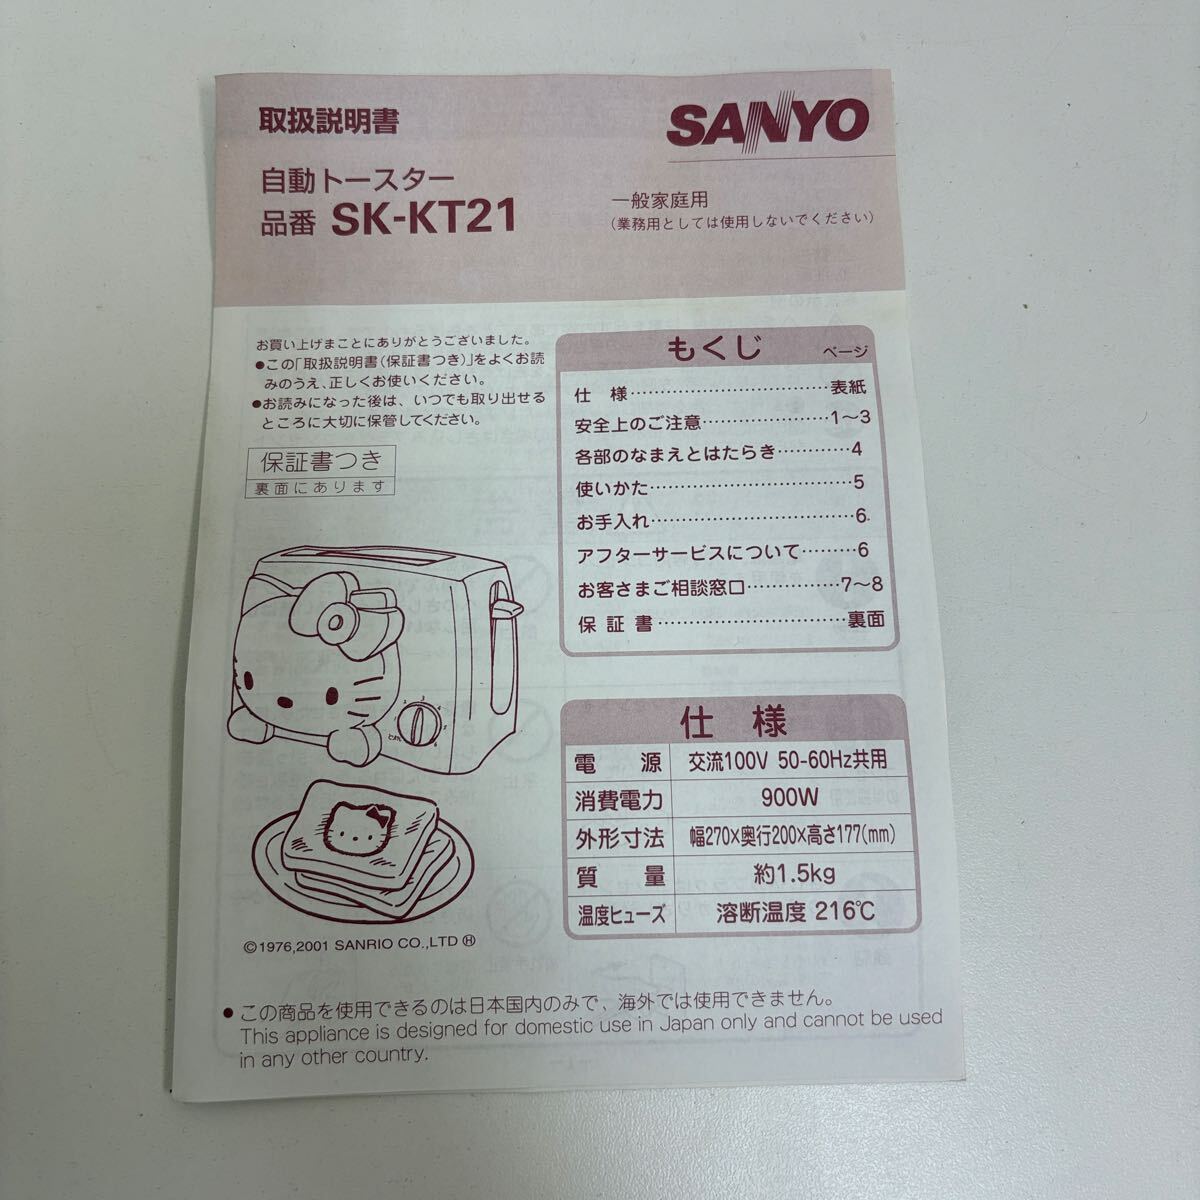 取扱説明書
SANYO
自動トースター
品番 SK-KT21
一般家庭用
(業務用としては使用しないでください)
お買い上げまことにありがとうございました。
●この「取扱説明書(保証書つき)」をよくお読
みのうえ、正しくお使いください。
●お読みになった後は、いつでも取り出せる
ところに大切に保管してください。
保証書つき
裏面にあります
もくじ ページ
仕様……………………………表紙
安全上のご注意…………………1〜3
各部のなまえとはたらき…………4
使いかた……………………………5
お手入れ……………………………6
アフターサービスについて………6
お客さまご相談窓口……………7〜8
保証書…………………………裏面
仕様
電源 交流100V 50-60Hz共用
消費電力 900W
外形寸法 幅270×奥行200×高さ177(mm)
質量 約1.5kg
温度ヒューズ 溶断温度 216℃
©1976,2001 SANRIO CO.,LTD Ⓗ
● この商品を使用できるのは日本国内のみで、海外では使用できません。
This appliance is designed for domestic use in Japan only and cannot be used
in any other country.